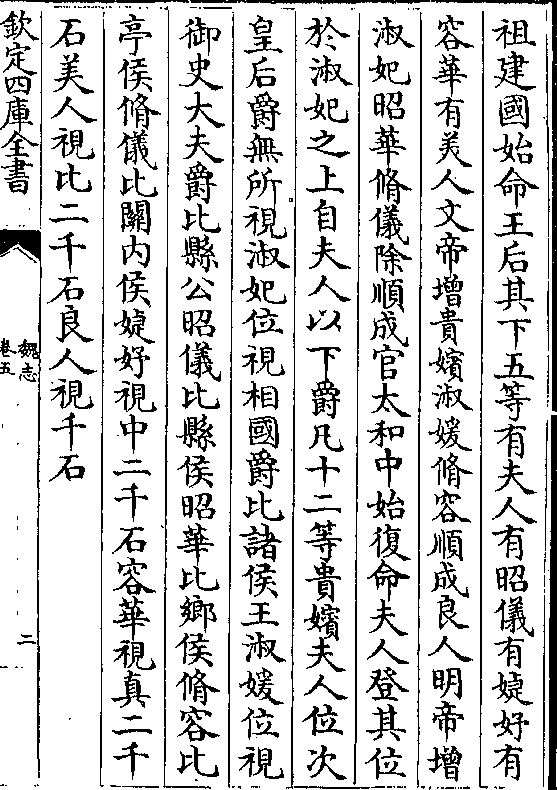 祖建國始命王后其下五等有夫人有昭儀有婕妤有
容華有美人文帝增貴嬪淑媛脩容順成良人明帝增
淑妃昭華脩儀除順成官太和中始復命夫人登其位
於淑妃之上自夫人以下爵凡十二等貴嬪夫人位次
皇后爵無所視淑妃位視相國爵比諸侯王淑媛位視
御史大夫爵比縣公昭儀比縣侯昭華比鄉侯脩容比
亭侯脩儀比關内侯婕妤視中二千石容華視真二千
石美人視比二千石良人視千石
欽定四庫全書
魏志
卷五
二